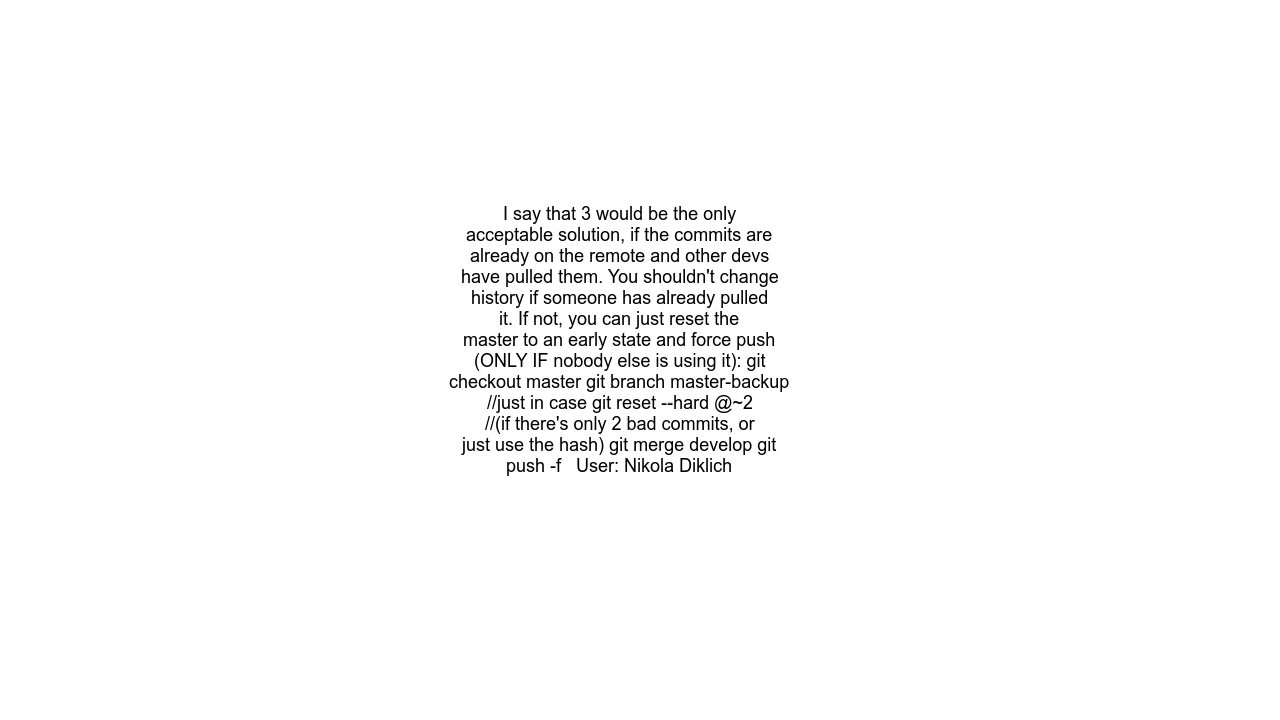 I say that 3 would be the only
acceptable solution, if the commits are
already on the remote and other devs
have pulled them. You shouldn't change
history if someone has already pulled
it. If not, you can just reset the
master to an early state and force push
(ONLY IF nobody else is using it): git
checkout master git branch master-backup
//just in case git reset --hard @~2
//(if there's only 2 bad commits, or
just use the hash) git merge develop git
push -f   User: Nikola Diklich